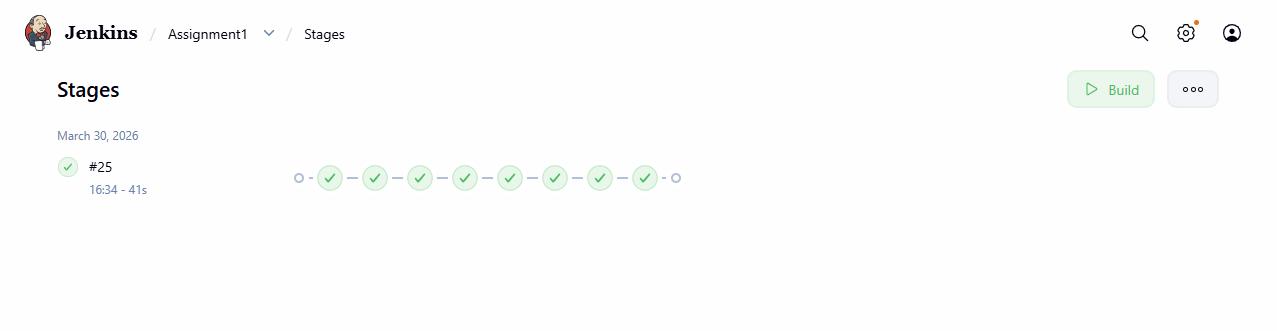 Jenkins / Assignment1 / Stages
Stages
Build
March 30, 2026
#25
16:34 - 41s